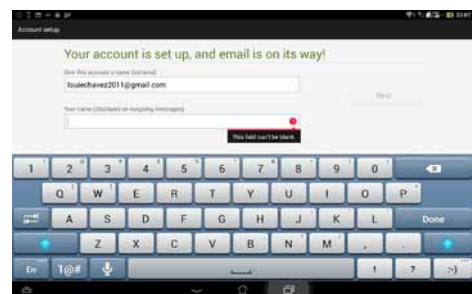 Account setup
Your account is set up, and email is on its way!
Give this account a name (optional)
louiechavez2011@gmail.com
Next
Your name (displayed on outgoing messages)
This field can't be blank.
1 2 3 4 5 6 7 8 9 0
Q W E R T Y U I O P
A S D F G H J K L Done
Z X C V B N M , .
En 1@# ! ? :-)